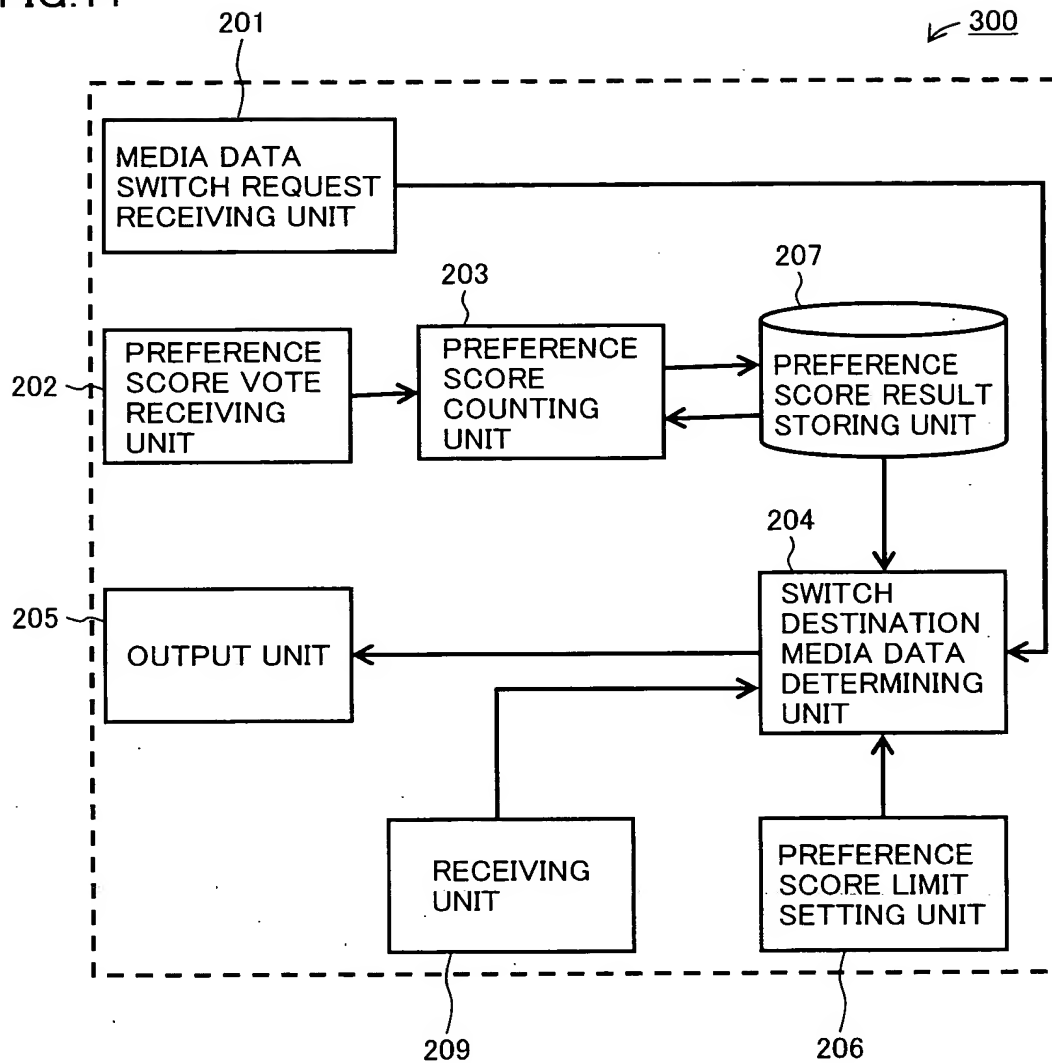 300
201
MEDIA DATA
SWITCH REQUEST
RECEIVING UNIT
203
207
202
PREFERENCE
SCORE VOTE
RECEIVING
UNIT
PREFERENCE
SCORE
COUNTING
UNIT
PREFERENCE
SCORE RESULT
STORING UNIT
204
205
OUTPUT UNIT
SWITCH
DESTINATION
MEDIA DATA
DETERMINING
UNIT
RECEIVING
UNIT
PREFERENCE
SCORE LIMIT
SETTING UNIT
209
206